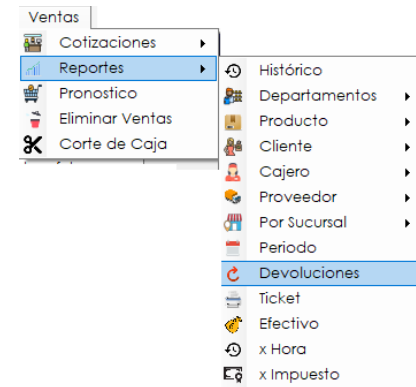 Ventas
Cotizaciones
Reportes
Pronostico
Eliminar Ventas
Corte de Caja
Histórico
Departamentos
Producto
Cliente
Cajero
Proveedor
Por Sucursal
Periodo
Devoluciones
Ticket
Efectivo
x Hora
x Impuesto